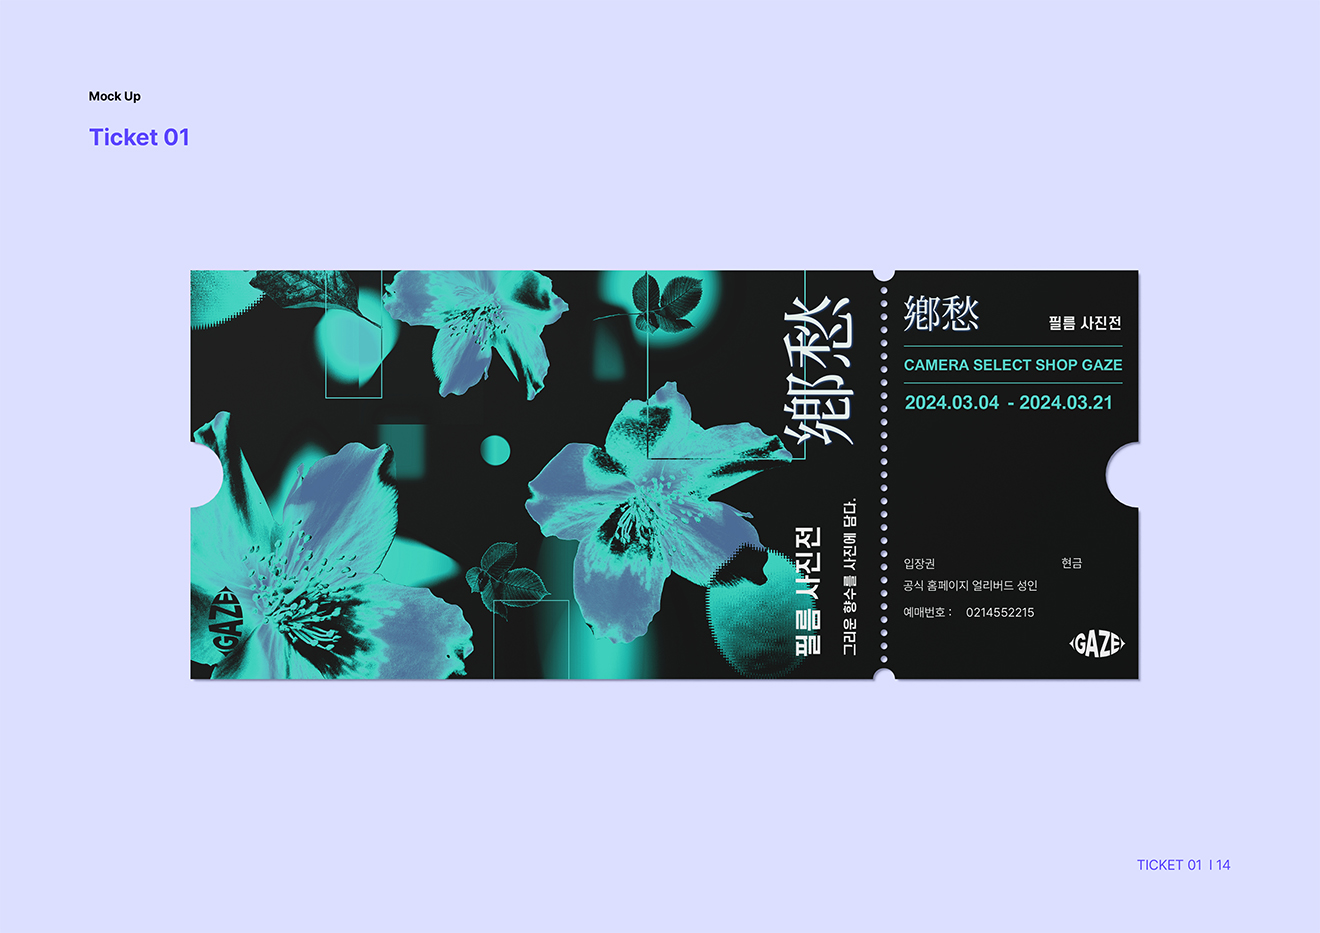 Mock Up
Ticket 01
鄕愁
필름 사진전
그리운 향수를 사진에 담다.
GAZE
鄕愁
필름 사진전
CAMERA SELECT SHOP GAZE
2024.03.04 - 2024.03.21
입장권 현금
공식 홈페이지 얼리버드 성인
예매번호 : 0214552215
GAZE
TICKET 01 | 14